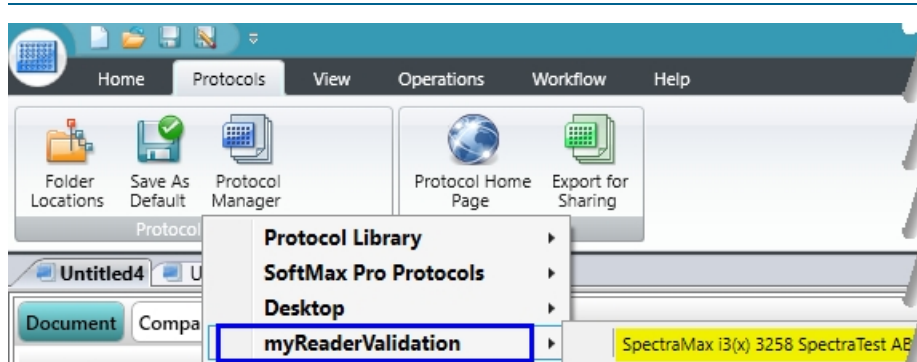 Home Protocols View Operations Workflow Help
Folder Locations
Save As Default
Protocol Manager
Protocol Home Page
Export for Sharing
Protocol
Protocol Library
SoftMax Pro Protocols
Desktop
myReaderValidation
SpectraMax i3(x) 3258 SpectraTest AB
Untitled4
U
Document
Compa